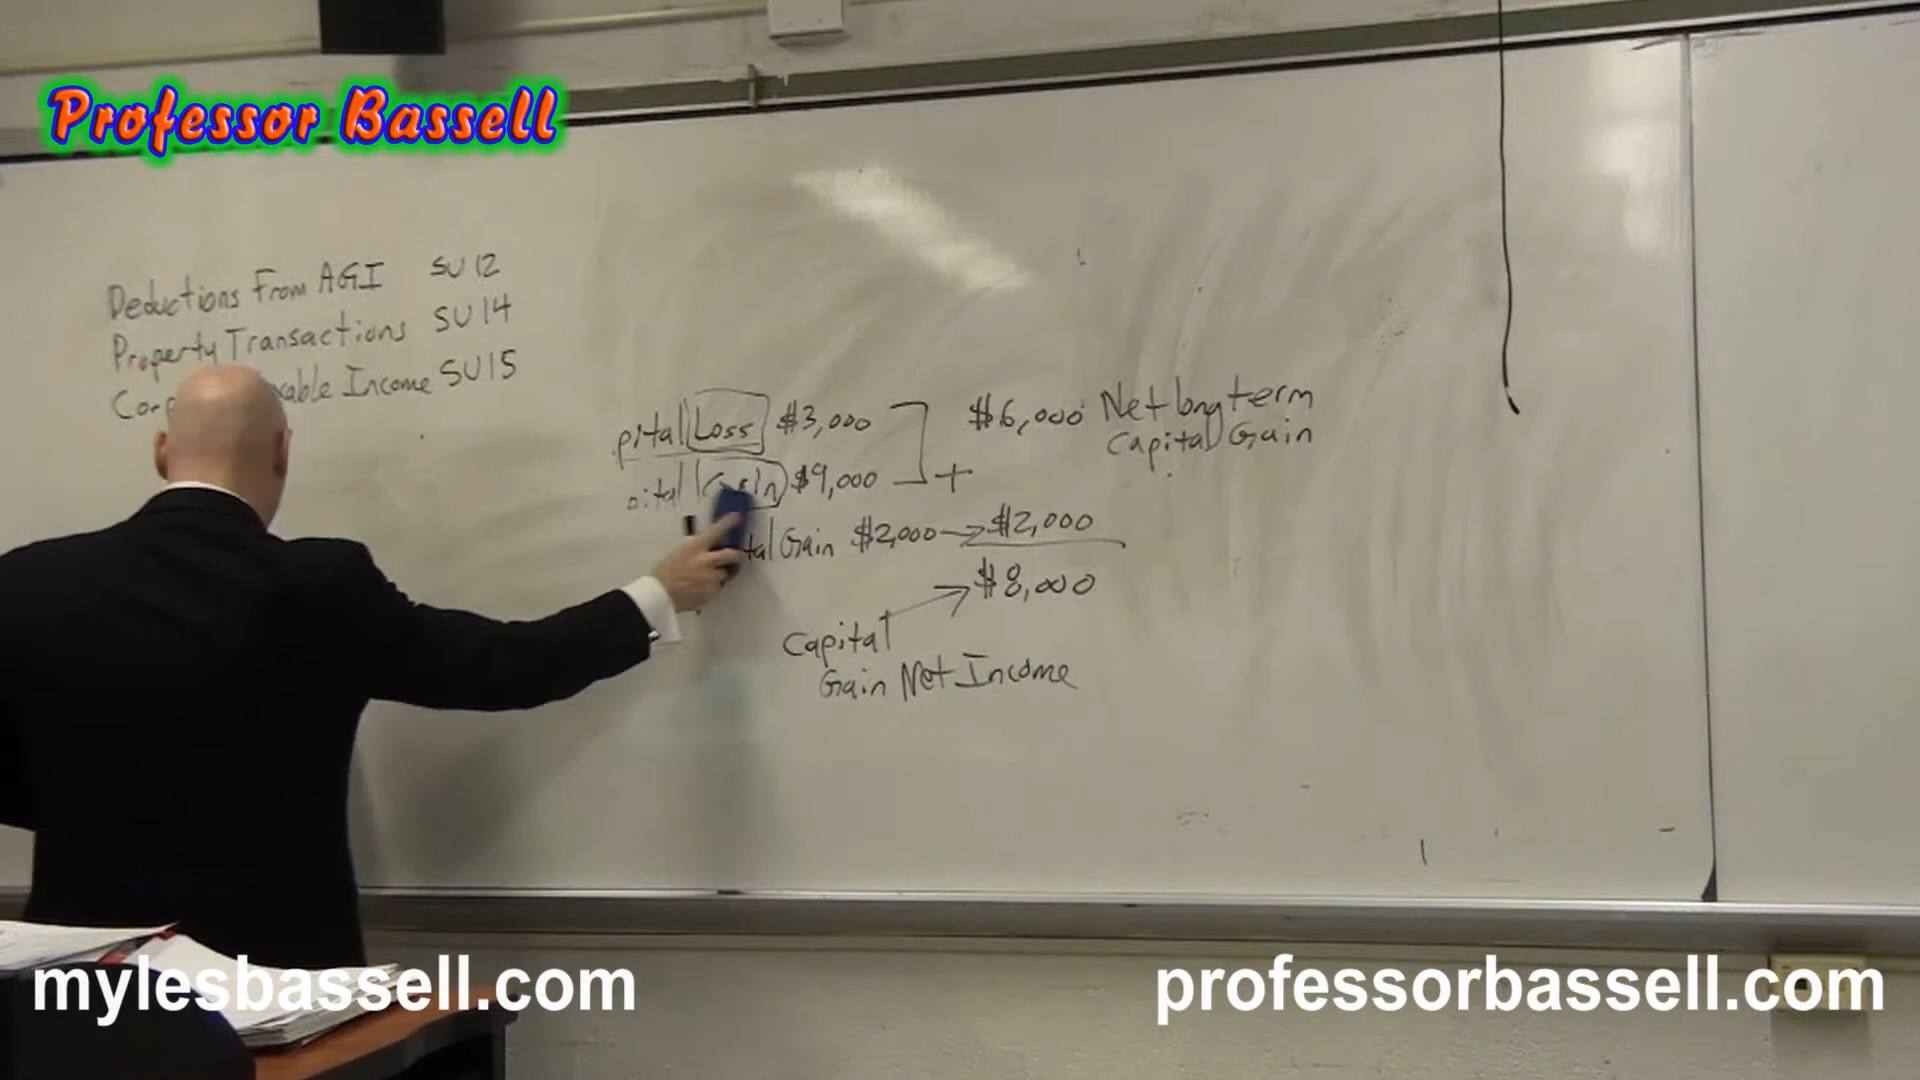 Professor Bassell
Deductions From AGI SU 12
Property Transactions SU 14
Income SU 15
pital Loss $3,000
$6,000 Net long term
Capital Gain
ital Gain $9,000 +
tal Gain $2,000 → $2,000
$8,000
Capital
Gain Net Income
mylesbassell.com
professorbassell.com